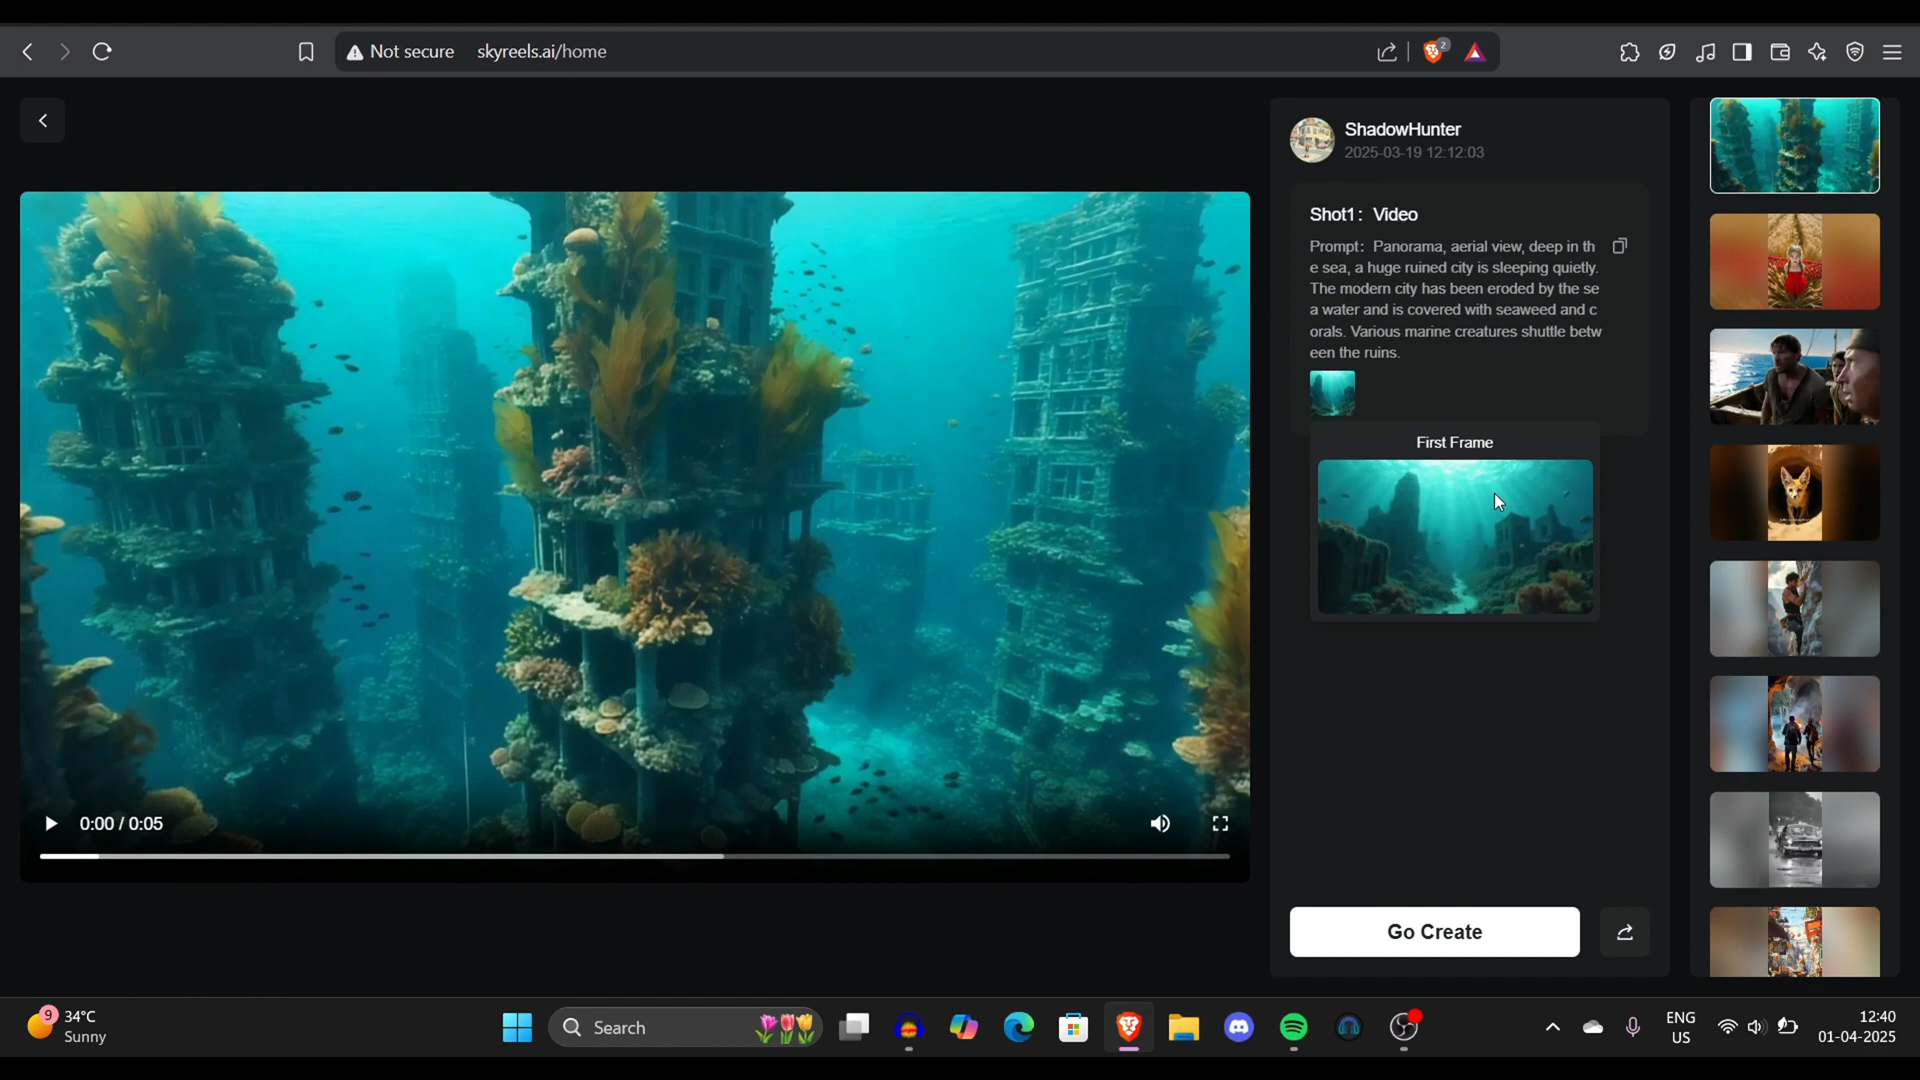 Not secure
skyreels.ai/home
2
ShadowHunter
2025-03-19 12:12:03
Shot1: Video
Prompt: Panorama, aerial view, deep in th
e sea, a huge ruined city is sleeping quietly.
The modern city has been eroded by the se
a water and is covered with seaweed and c
orals. Various marine creatures shuttle betw
een the ruins.
First Frame
0:00 / 0:05
Go Create
9
34°C
Sunny
Search
ENG
US
12:40
01-04-2025